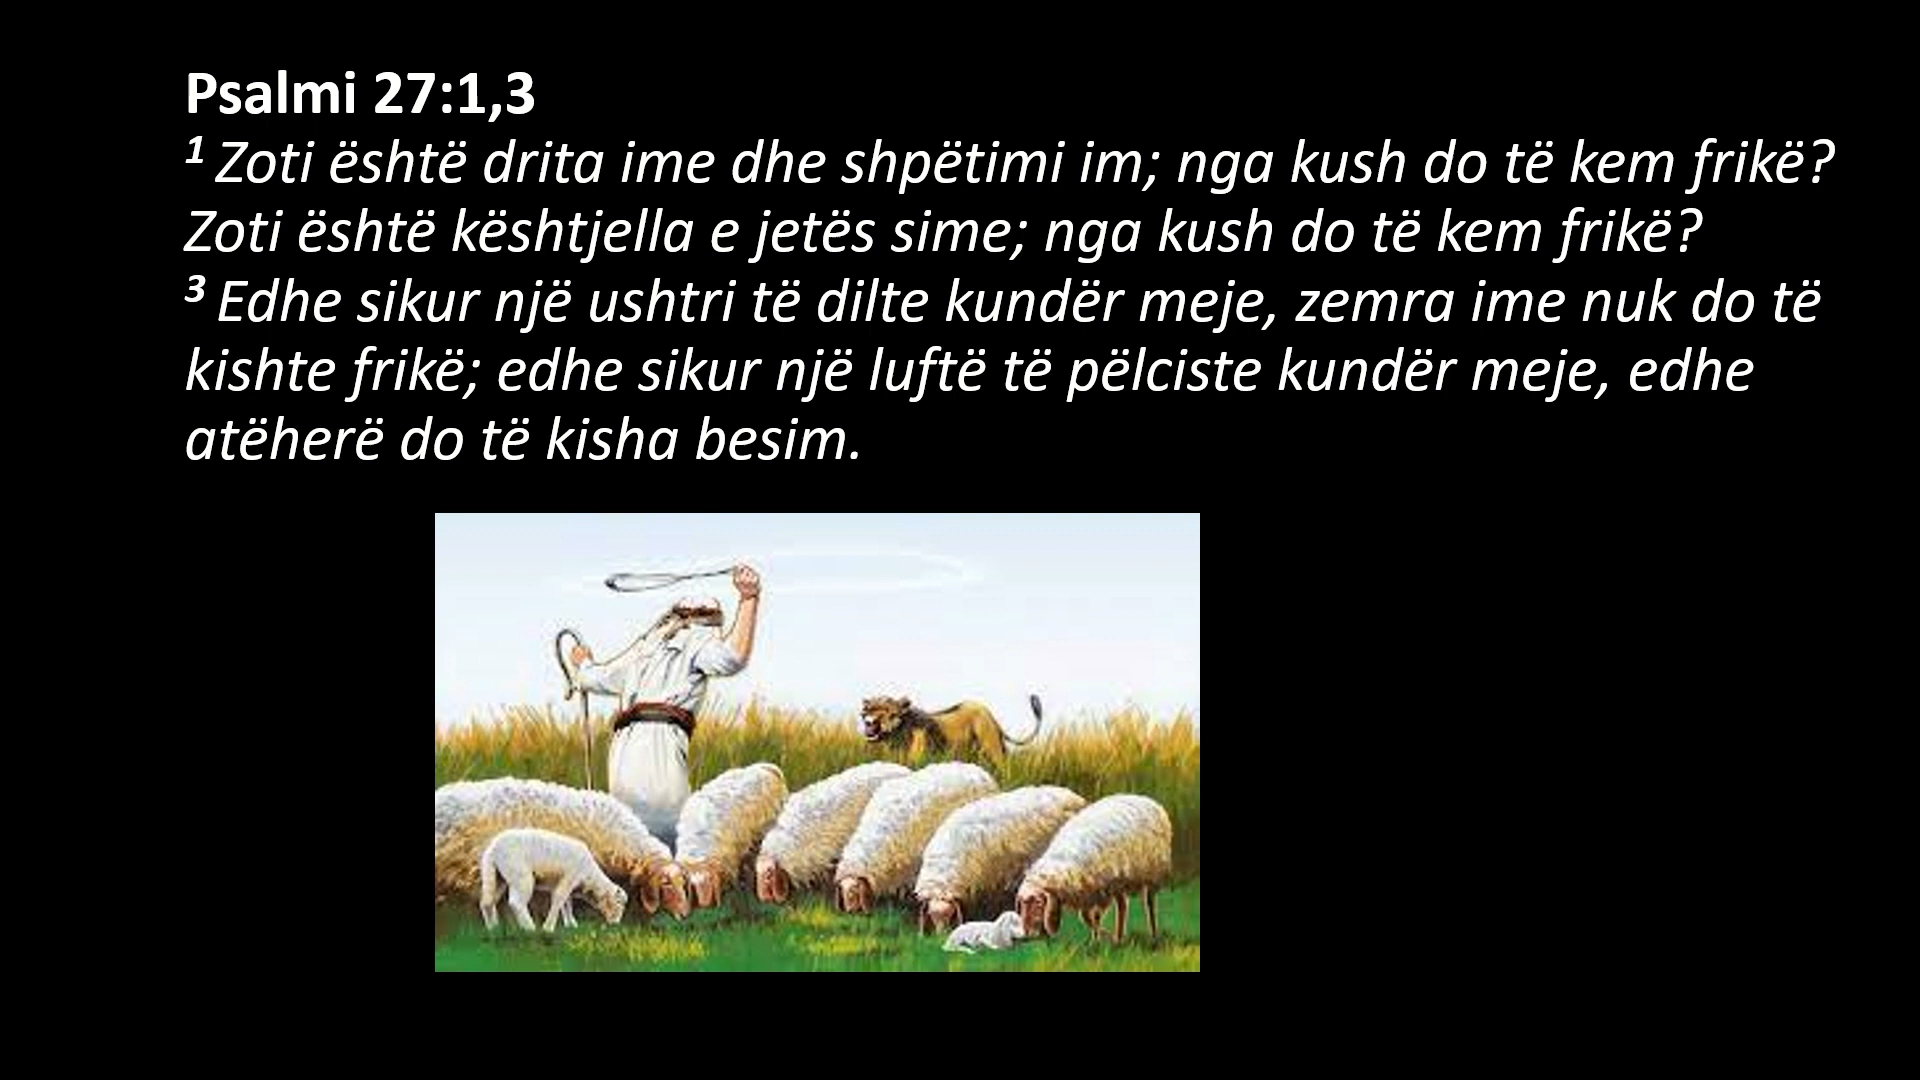 Psalmi 27:1,3
1 Zoti është drita ime dhe shpëtimi im; nga kush do të kem frikë?
Zoti është kështjella e jetës sime; nga kush do të kem frikë?
3 Edhe sikur një ushtri të dilte kundër meje, zemra ime nuk do të
kishte frikë; edhe sikur një luftë të pëlciste kundër meje, edhe
atëherë do të kisha besim.